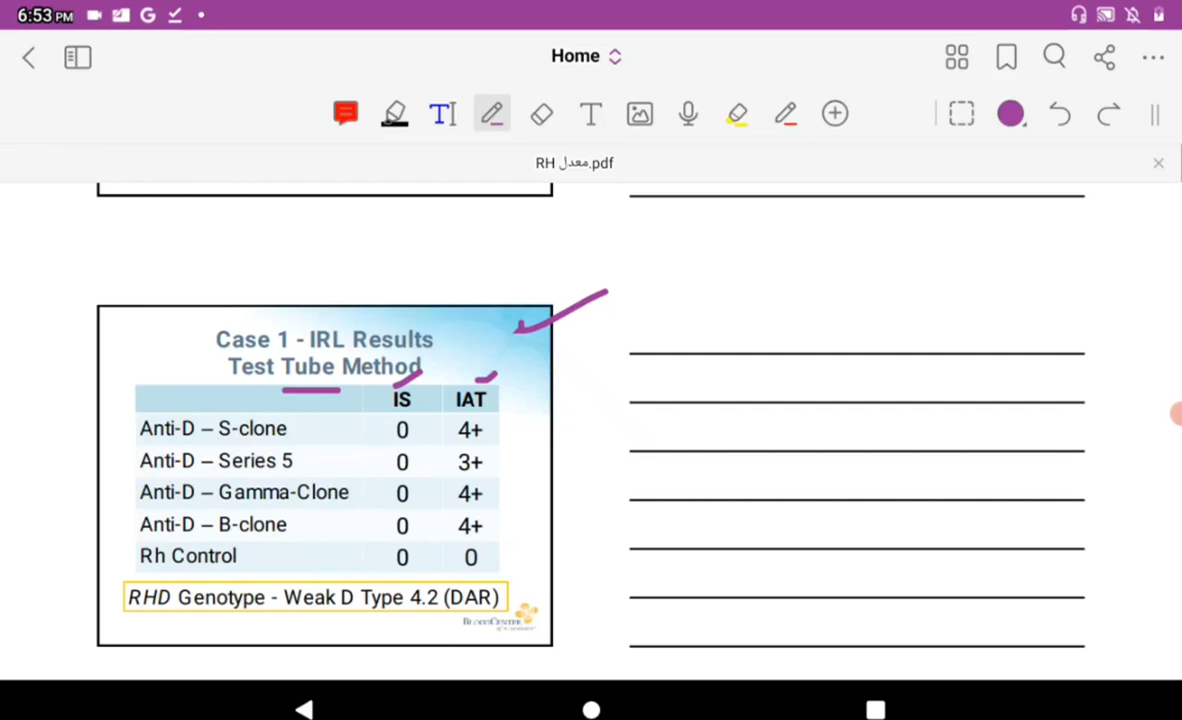 6:53 PM
Home
معدل RH.pdf
Case 1 - IRL Results
Test Tube Method
IS IAT
Anti-D – S-clone 0 4+
Anti-D – Series 5 0 3+
Anti-D – Gamma-Clone 0 4+
Anti-D – B-clone 0 4+
Rh Control 0 0
RHD Genotype - Weak D Type 4.2 (DAR)
BLOODCENTER